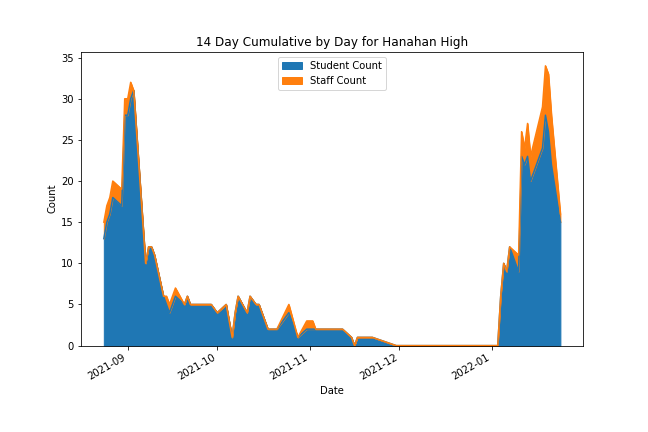 14 Day Cumulative by Day for Hanahan High
Student Count
Staff Count
35
30
25
20
15
10
5
0
Count
2021-09
2021-10
2021-11
2021-12
2022-01
Date